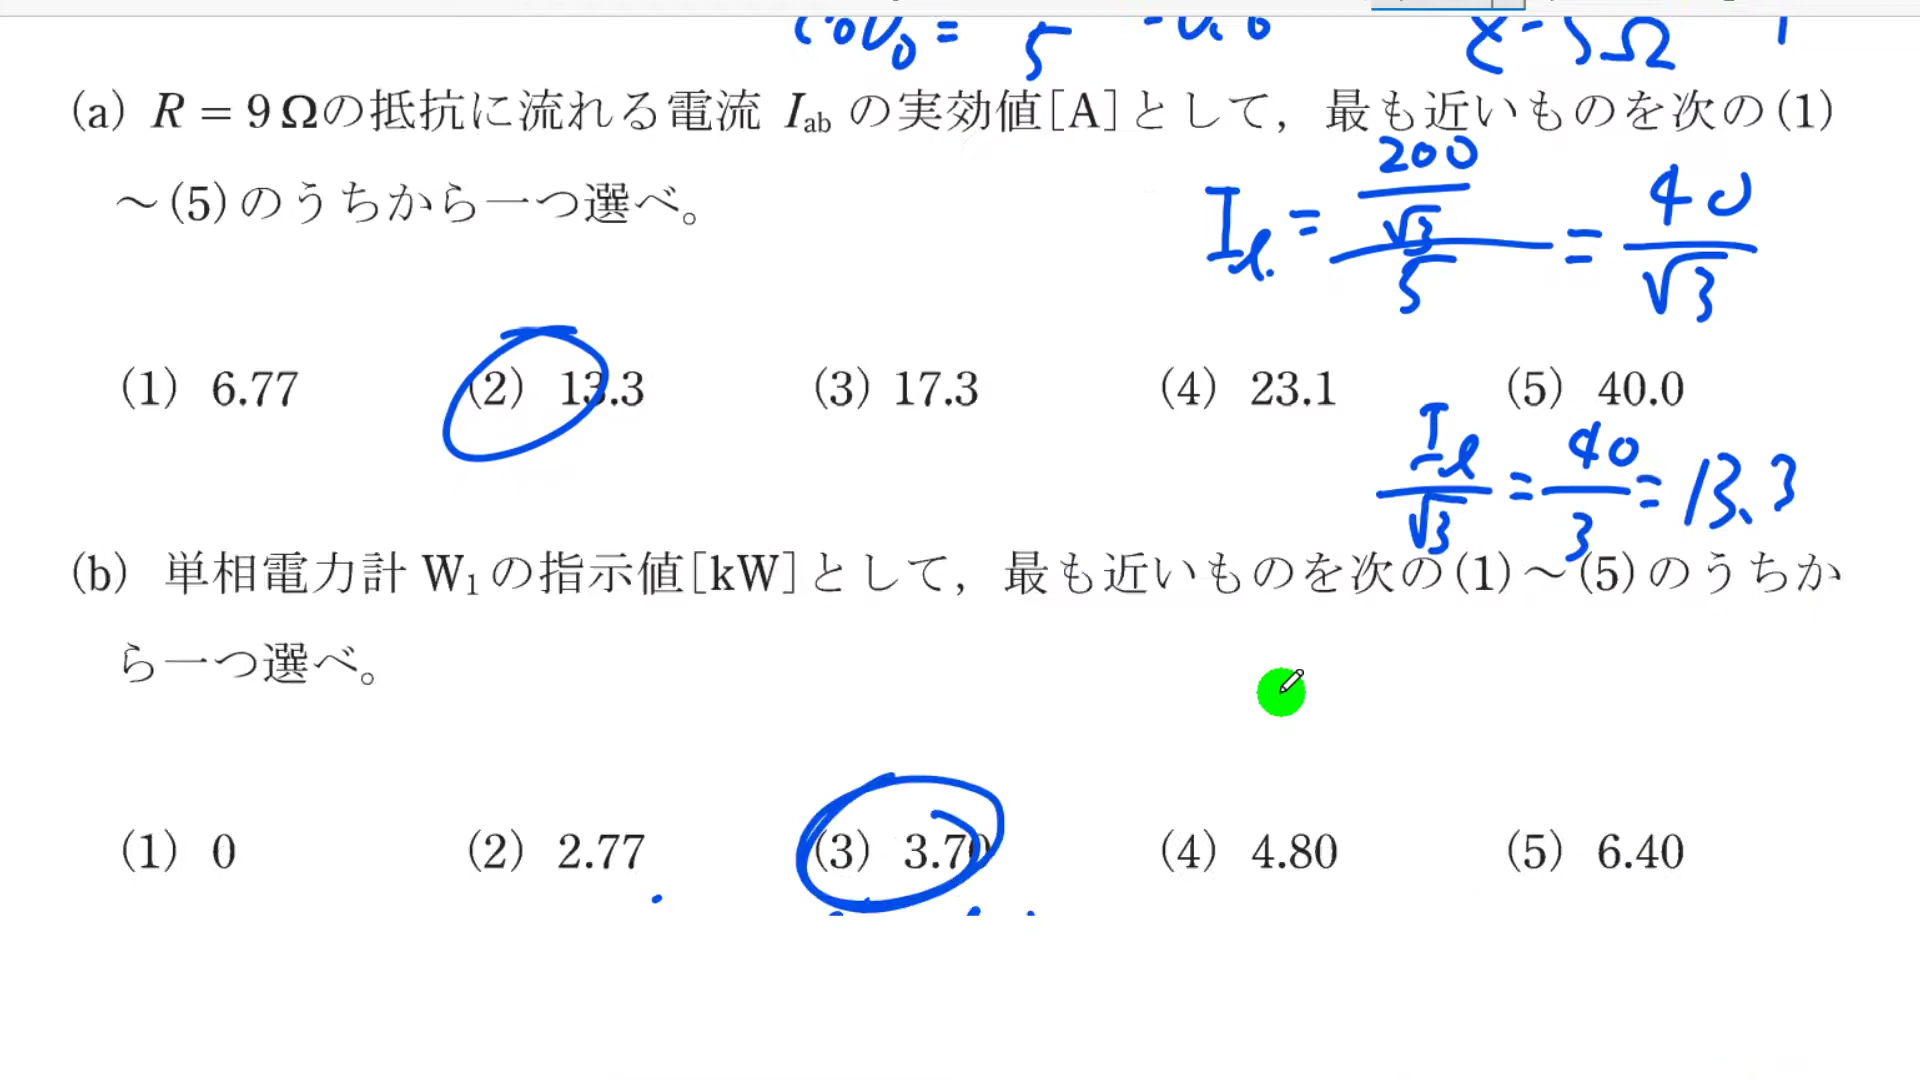 (a) R = 9 Ωの抵抗に流れる電流 Iab の実効値[A]として，最も近いものを次の(1)
～(5)のうちから一つ選べ。
Iℓ = 200/√3 / 5 = 40/√3
(1) 6.77 (2) 13.3 (3) 17.3 (4) 23.1 (5) 40.0
Iℓ/√3 = 40/3 = 13.3
(b) 単相電力計 W1の指示値[kW]として，最も近いものを次の(1)～(5)のうちか
ら一つ選べ。
(1) 0 (2) 2.77 (3) 3.70 (4) 4.80 (5) 6.40